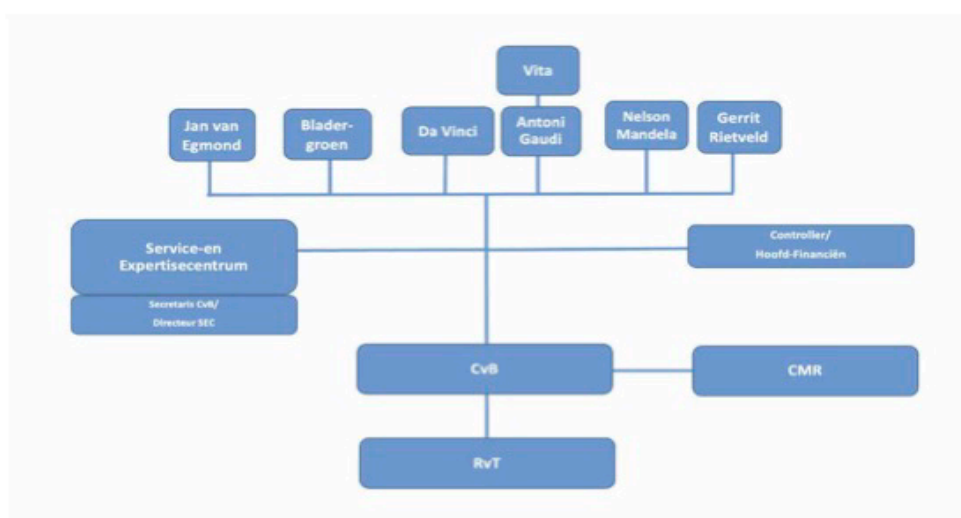 Vita
Jan van
Egmond
Blader-
groen
Da Vinci
Antoni
Gaudi
Nelson
Mandela
Gerrit
Rietveld
Service-en
Expertisecentrum
Secretaris CvB/
Directeur SEC
Controller/
Hoofd-Financiën
CvB
CMR
RvT